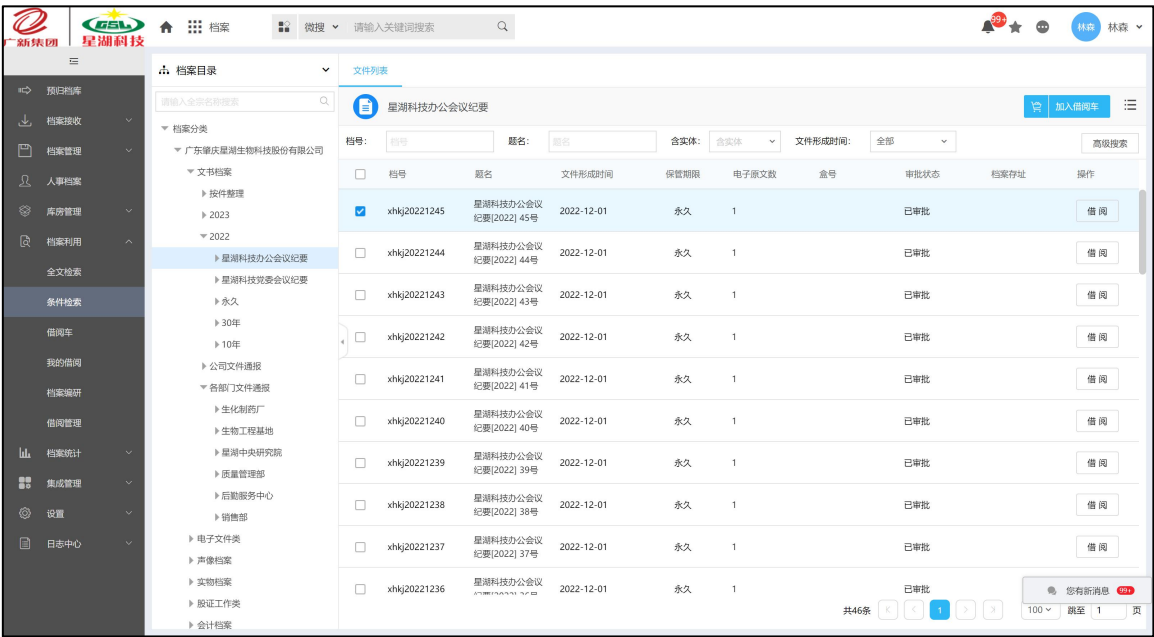 广新集团
GSL
星湖科技
档案
微搜
请输入关键词搜索
99+
林森
林森
预归档库
档案接收
档案管理
人事档案
库房管理
档案利用
全文检索
条件检索
借阅车
我的借阅
档案编研
借阅管理
档案统计
集成管理
设置
日志中心
档案目录
请输入全宗名称搜索
档案分类
广东肇庆星湖生物科技股份有限公司
文书档案
按件整理
2023
2022
星湖科技办公会议纪要
星湖科技党委会议纪要
永久
30年
10年
公司文件通报
各部门文件通报
生化制药厂
生物工程基地
星湖中央研究院
质量管理部
后勤服务中心
销售部
电子文件类
声像档案
实物档案
股证工作类
会计档案
文件列表
星湖科技办公会议纪要
加入借阅车
档号: 档号 题名: 题名 含实体: 含实体 文件形成时间: 全部 高级搜索
档号 题名 文件形成时间 保管期限 电子原文数 盒号 审批状态 档案存址 操作
xhkj20221245 星湖科技办公会议纪要[2022] 45号 2022-12-01 永久 1 已审批 借阅
xhkj20221244 星湖科技办公会议纪要[2022] 44号 2022-12-01 永久 1 已审批 借阅
xhkj20221243 星湖科技办公会议纪要[2022] 43号 2022-12-01 永久 1 已审批 借阅
xhkj20221242 星湖科技办公会议纪要[2022] 42号 2022-12-01 永久 1 已审批 借阅
xhkj20221241 星湖科技办公会议纪要[2022] 41号 2022-12-01 永久 1 已审批 借阅
xhkj20221240 星湖科技办公会议纪要[2022] 40号 2022-12-01 永久 1 已审批 借阅
xhkj20221239 星湖科技办公会议纪要[2022] 39号 2022-12-01 永久 1 已审批 借阅
xhkj20221238 星湖科技办公会议纪要[2022] 38号 2022-12-01 永久 1 已审批 借阅
xhkj20221237 星湖科技办公会议纪要[2022] 37号 2022-12-01 永久 1 已审批 借阅
xhkj20221236 星湖科技办公会议 2022-12-01 永久 1 已审批
您有新消息 99+
共46条 1 100 跳至 1 页